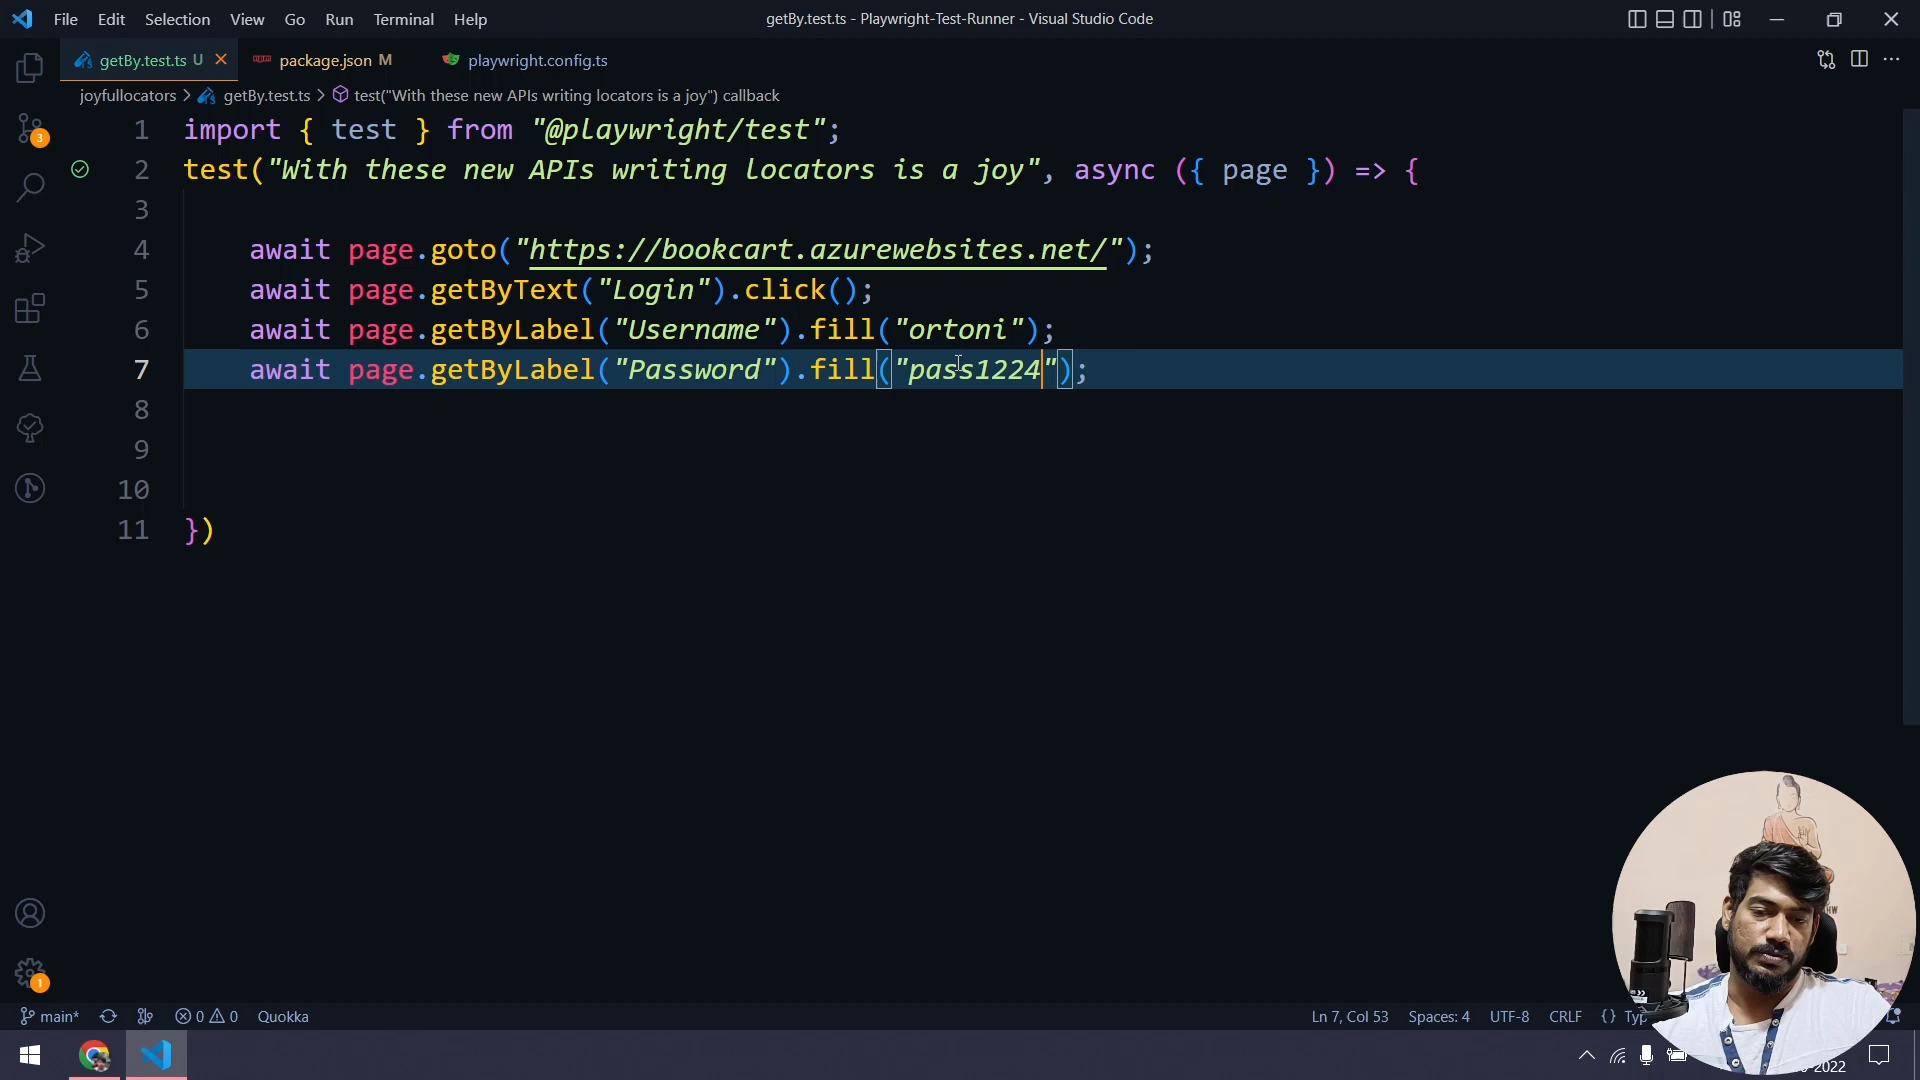 File Edit Selection View Go Run Terminal Help
getBy.test.ts - Playwright-Test-Runner - Visual Studio Code
getBy.test.ts U
package.json M
playwright.config.ts
joyfullocators > getBy.test.ts > test("With these new APIs writing locators is a joy") callback
1 import { test } from "@playwright/test";
2 test("With these new APIs writing locators is a joy", async ({ page }) => {
3
4 await page.goto("https://bookcart.azurewebsites.net/");
5 await page.getByText("Login").click();
6 await page.getByLabel("Username").fill("ortoni");
7 await page.getByLabel("Password").fill("pass1224");
8
9
10
11 })
3
1
main* 0 0 Quokka
Ln 7, Col 53 Spaces: 4 UTF-8 CRLF {} Typ
2022